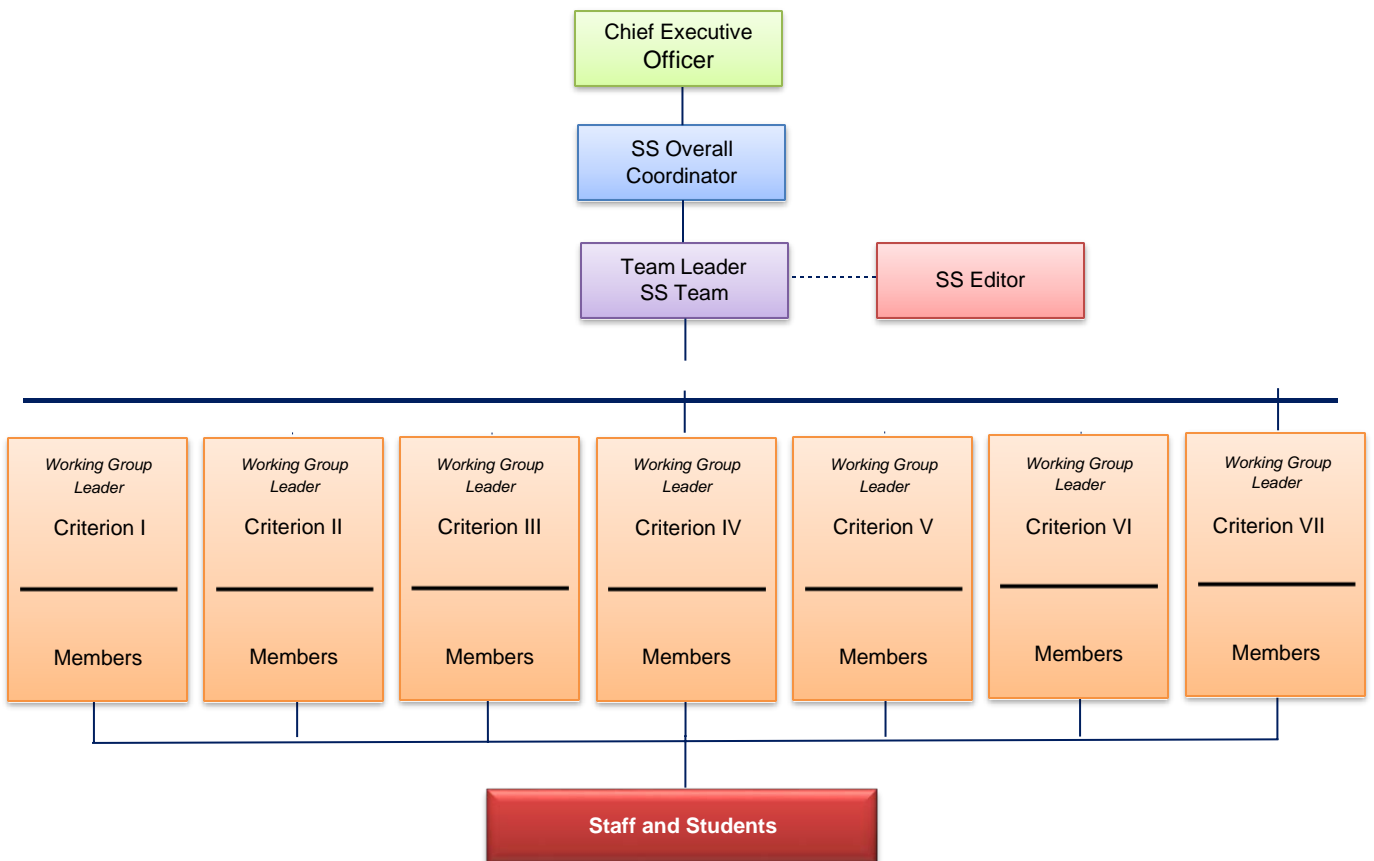 Chief Executive
Officer
SS Overall
Coordinator
Team Leader
SS Team
SS Editor
Working Group
Leader
Criterion I
Members
Working Group
Leader
Criterion II
Members
Working Group
Leader
Criterion III
Members
Working Group
Leader
Criterion IV
Members
Working Group
Leader
Criterion V
Members
Working Group
Leader
Criterion VI
Members
Working Group
Leader
Criterion VII
Members
Staff and Students